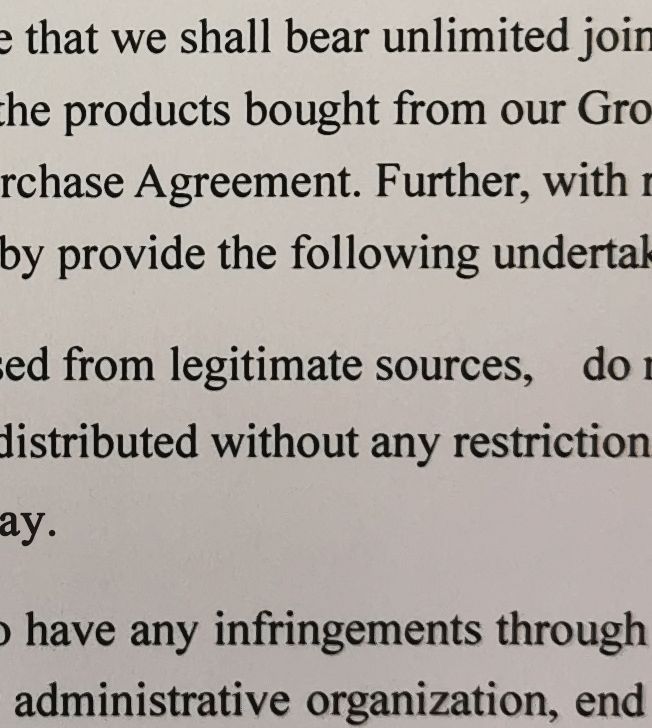 e that we shall bear unlimited join
the products bought from our Gro
rchase Agreement. Further, with r
by provide the following undertak
sed from legitimate sources, do r
distributed without any restriction
ay.
o have any infringements through
administrative organization, end